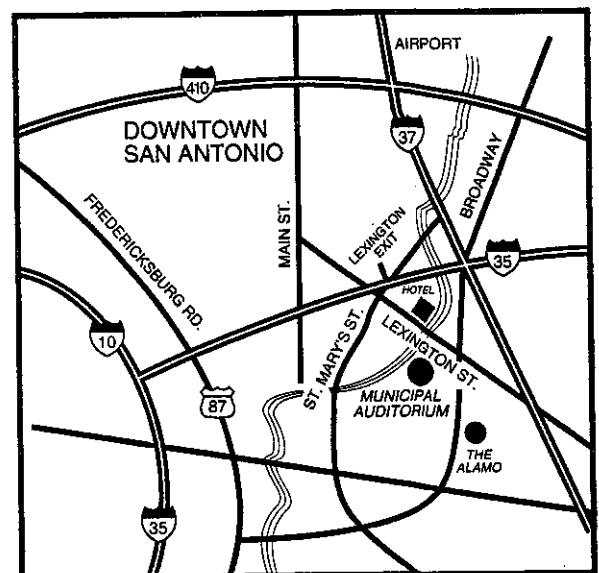 AIRPORT
410
DOWNTOWN
SAN ANTONIO
37
BROADWAY
FREDERICKSBURG RD.
MAIN ST.
LEXINGTON
EXIT
35
HOTEL
10
ST. MARY'S ST.
LEXINGTON ST.
87
MUNICIPAL
AUDITORIUM
THE
ALAMO
35